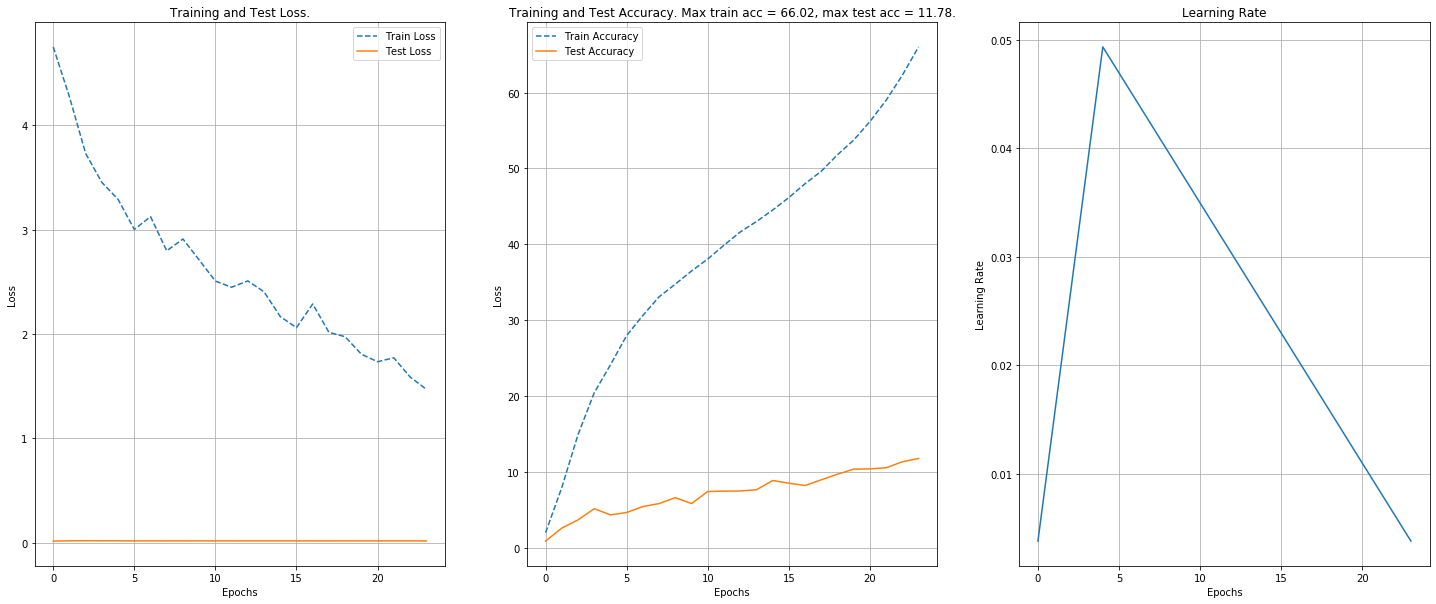 Training and Test Loss.
Train Loss
Test Loss
4
3
2
1
0
Loss
0 5 10 15 20
Epochs
Training and Test Accuracy. Max train acc = 66.02, max test acc = 11.78.
Train Accuracy
Test Accuracy
60
50
40
30
20
10
0
Loss
0 5 10 15 20
Epochs
Learning Rate
0.05
0.04
0.03
0.02
0.01
Learning Rate
0 5 10 15 20
Epochs